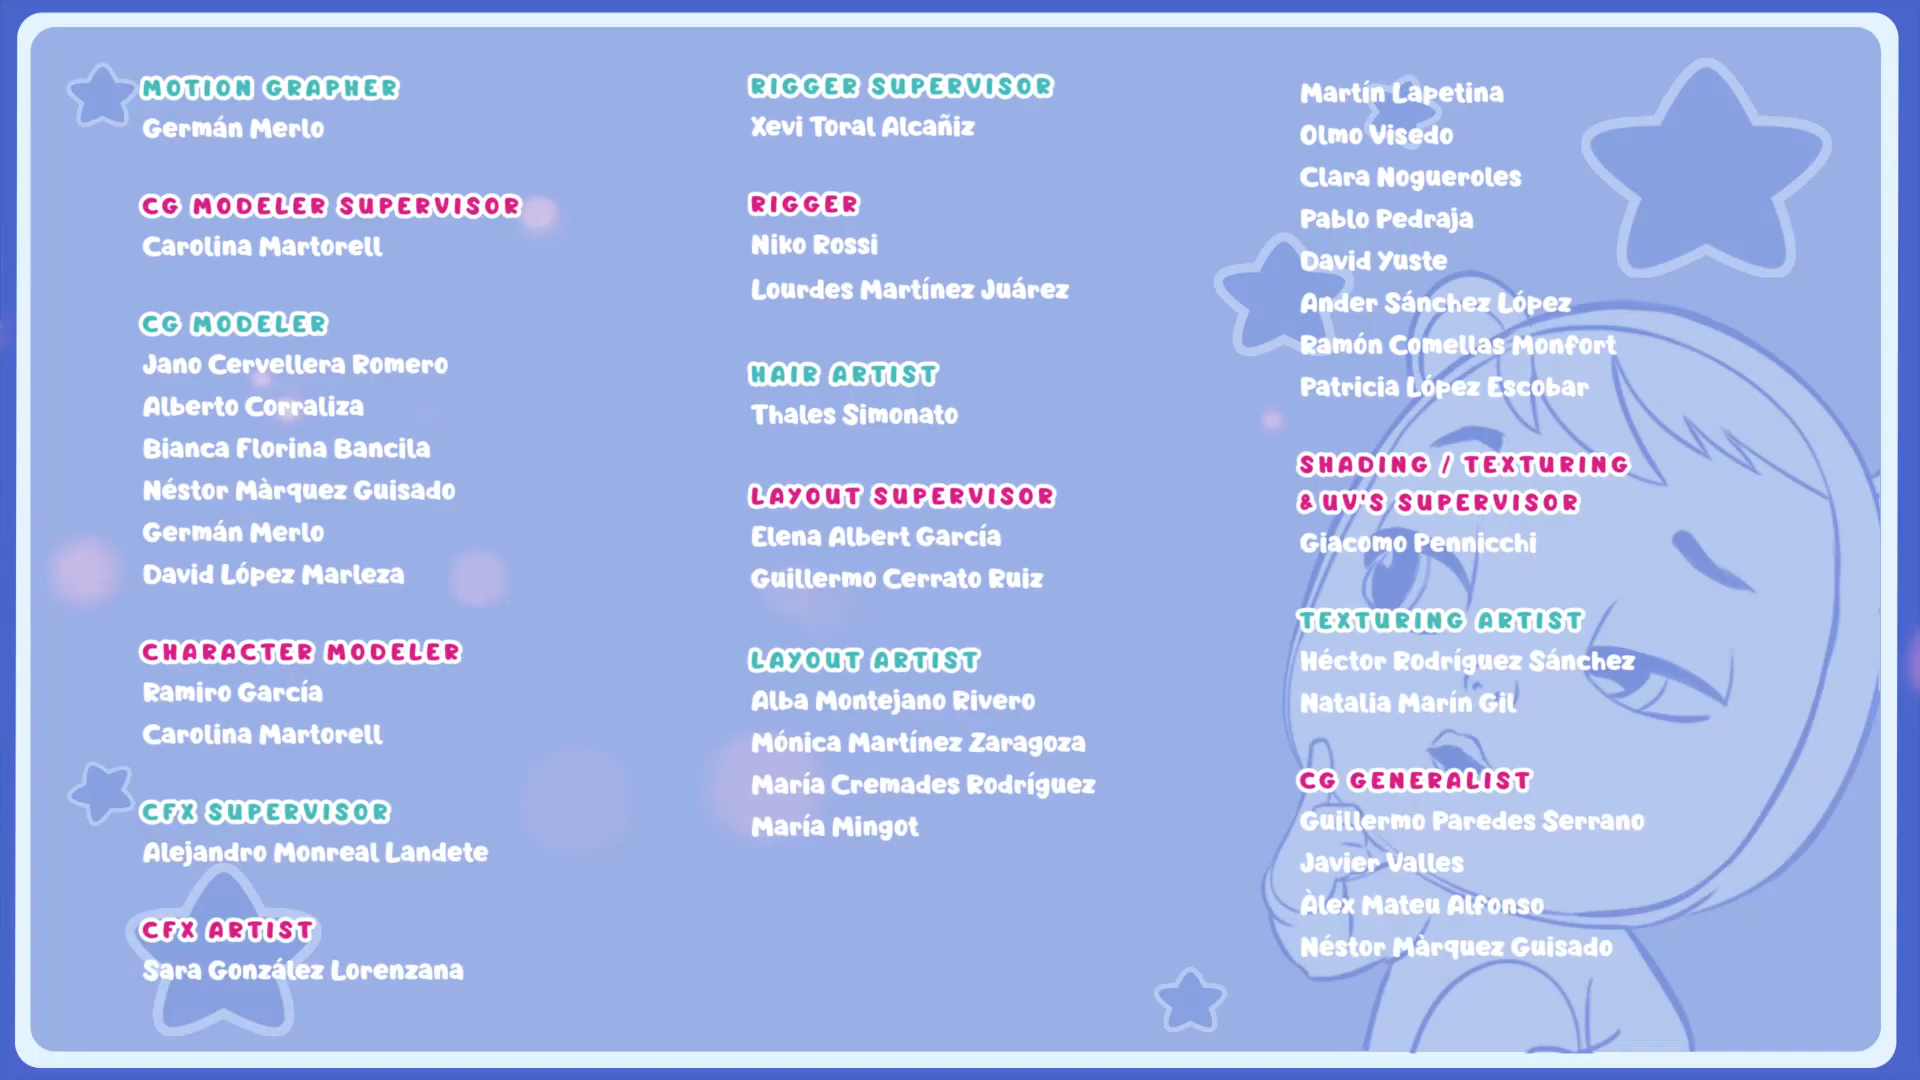 MOTION GRAPHER
Germán Merlo
CG MODELER SUPERVISOR
Carolina Martorell
CG MODELER
Jano Cervellera Romero
Alberto Corraliza
Bianca Florina Bancila
Néstor Màrquez Guisado
Germán Merlo
David López Marleza
CHARACTER MODELER
Ramiro García
Carolina Martorell
CFX SUPERVISOR
Alejandro Monreal Landete
CFX ARTIST
Sara González Lorenzana
RIGGER SUPERVISOR
Xevi Toral Alcañiz
RIGGER
Niko Rossi
Lourdes Martínez Juárez
HAIR ARTIST
Thales Simonato
LAYOUT SUPERVISOR
Elena Albert García
Guillermo Cerrato Ruiz
LAYOUT ARTIST
Alba Montejano Rivero
Mónica Martínez Zaragoza
María Cremades Rodríguez
María Mingot
Martín Lapetina
Olmo Visedo
Clara Nogueroles
Pablo Pedraja
David Yuste
Ander Sánchez López
Ramón Comellas Monfort
Patricia López Escobar
SHADING / TEXTURING
& UV'S SUPERVISOR
Giacomo Pennicchi
TEXTURING ARTIST
Héctor Rodríguez Sánchez
Natalia Marín Gil
CG GENERALIST
Guillermo Paredes Serrano
Javier Valles
Àlex Mateu Alfonso
Néstor Màrquez Guisado